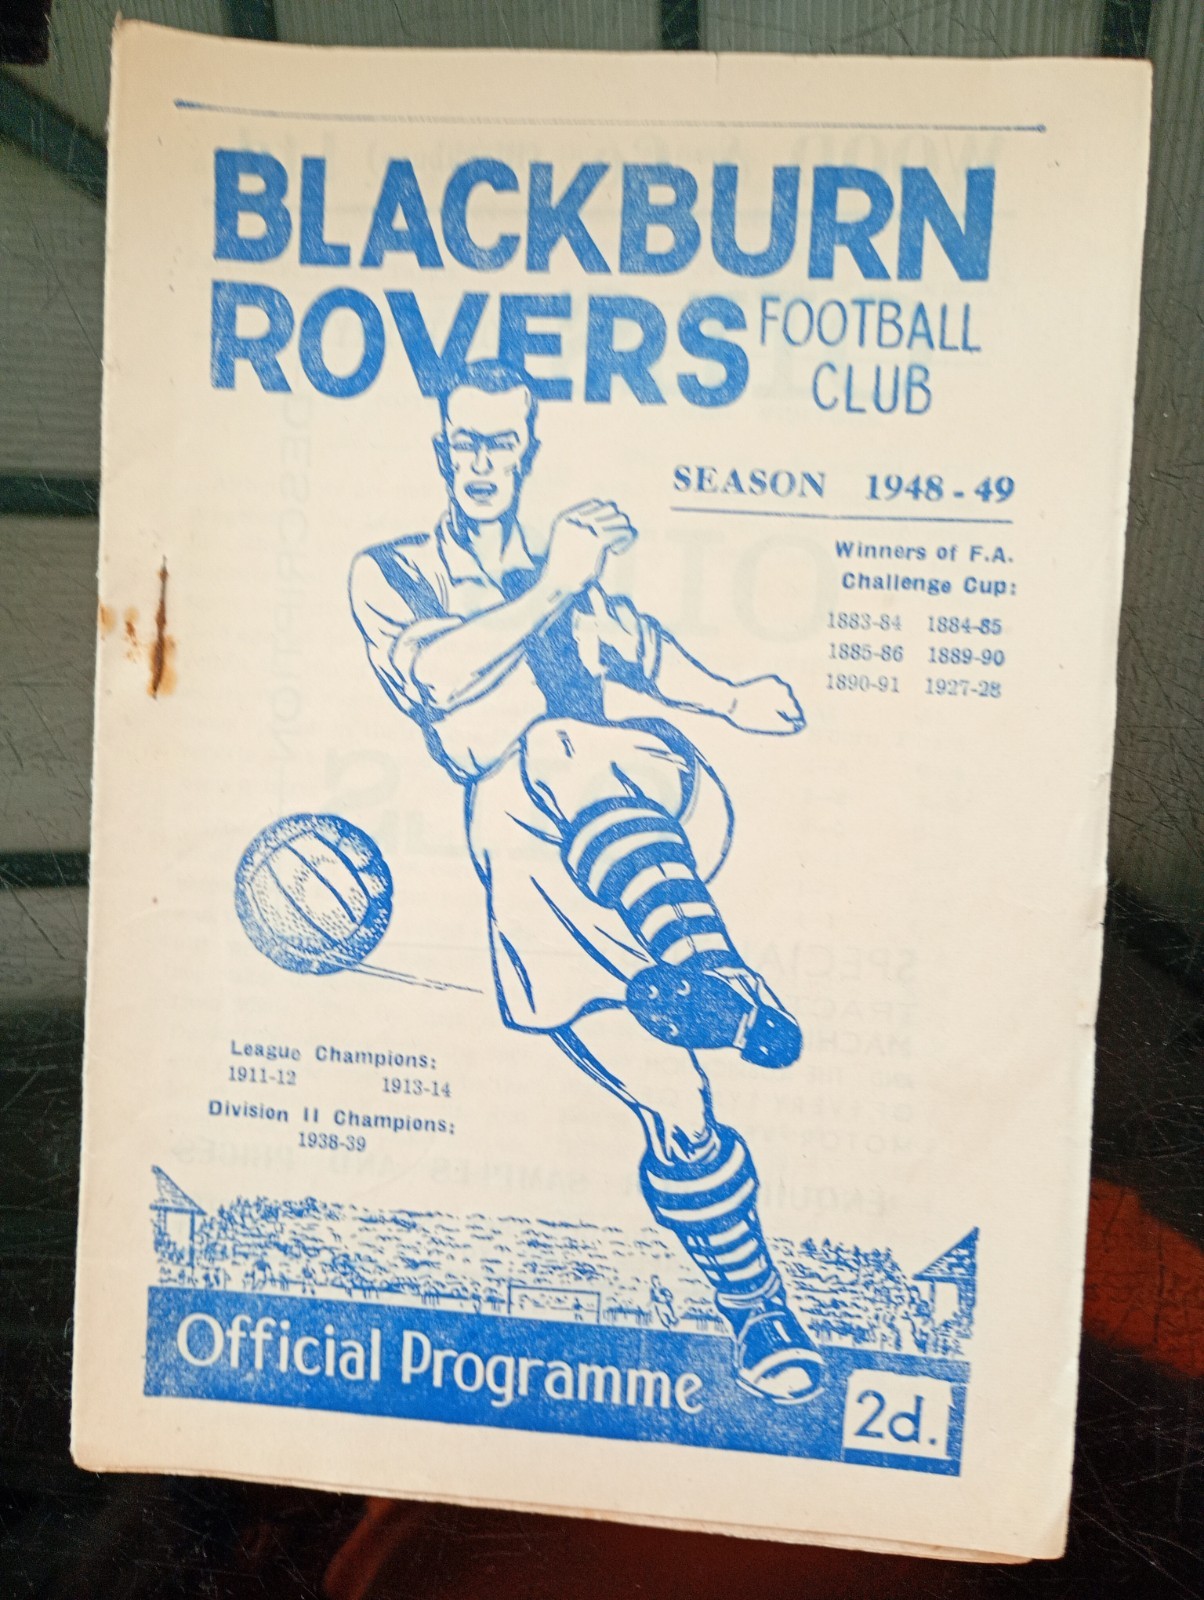 BLACKBURN
ROVERS FOOTBALL
CLUB
SEASON 1948-49
Winners of F.A.
Challenge Cup:
1883-84 1884-85
1885-86 1889-90
1890-91 1927-28
League Champions:
1911-12 1913-14
Division II Champions:
1938-39
Official Programme
2d.